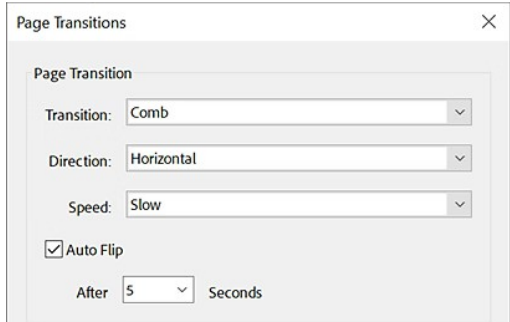 Page Transitions
Page Transition
Transition: Comb
Direction: Horizontal
Speed: Slow
Auto Flip
After 5 Seconds